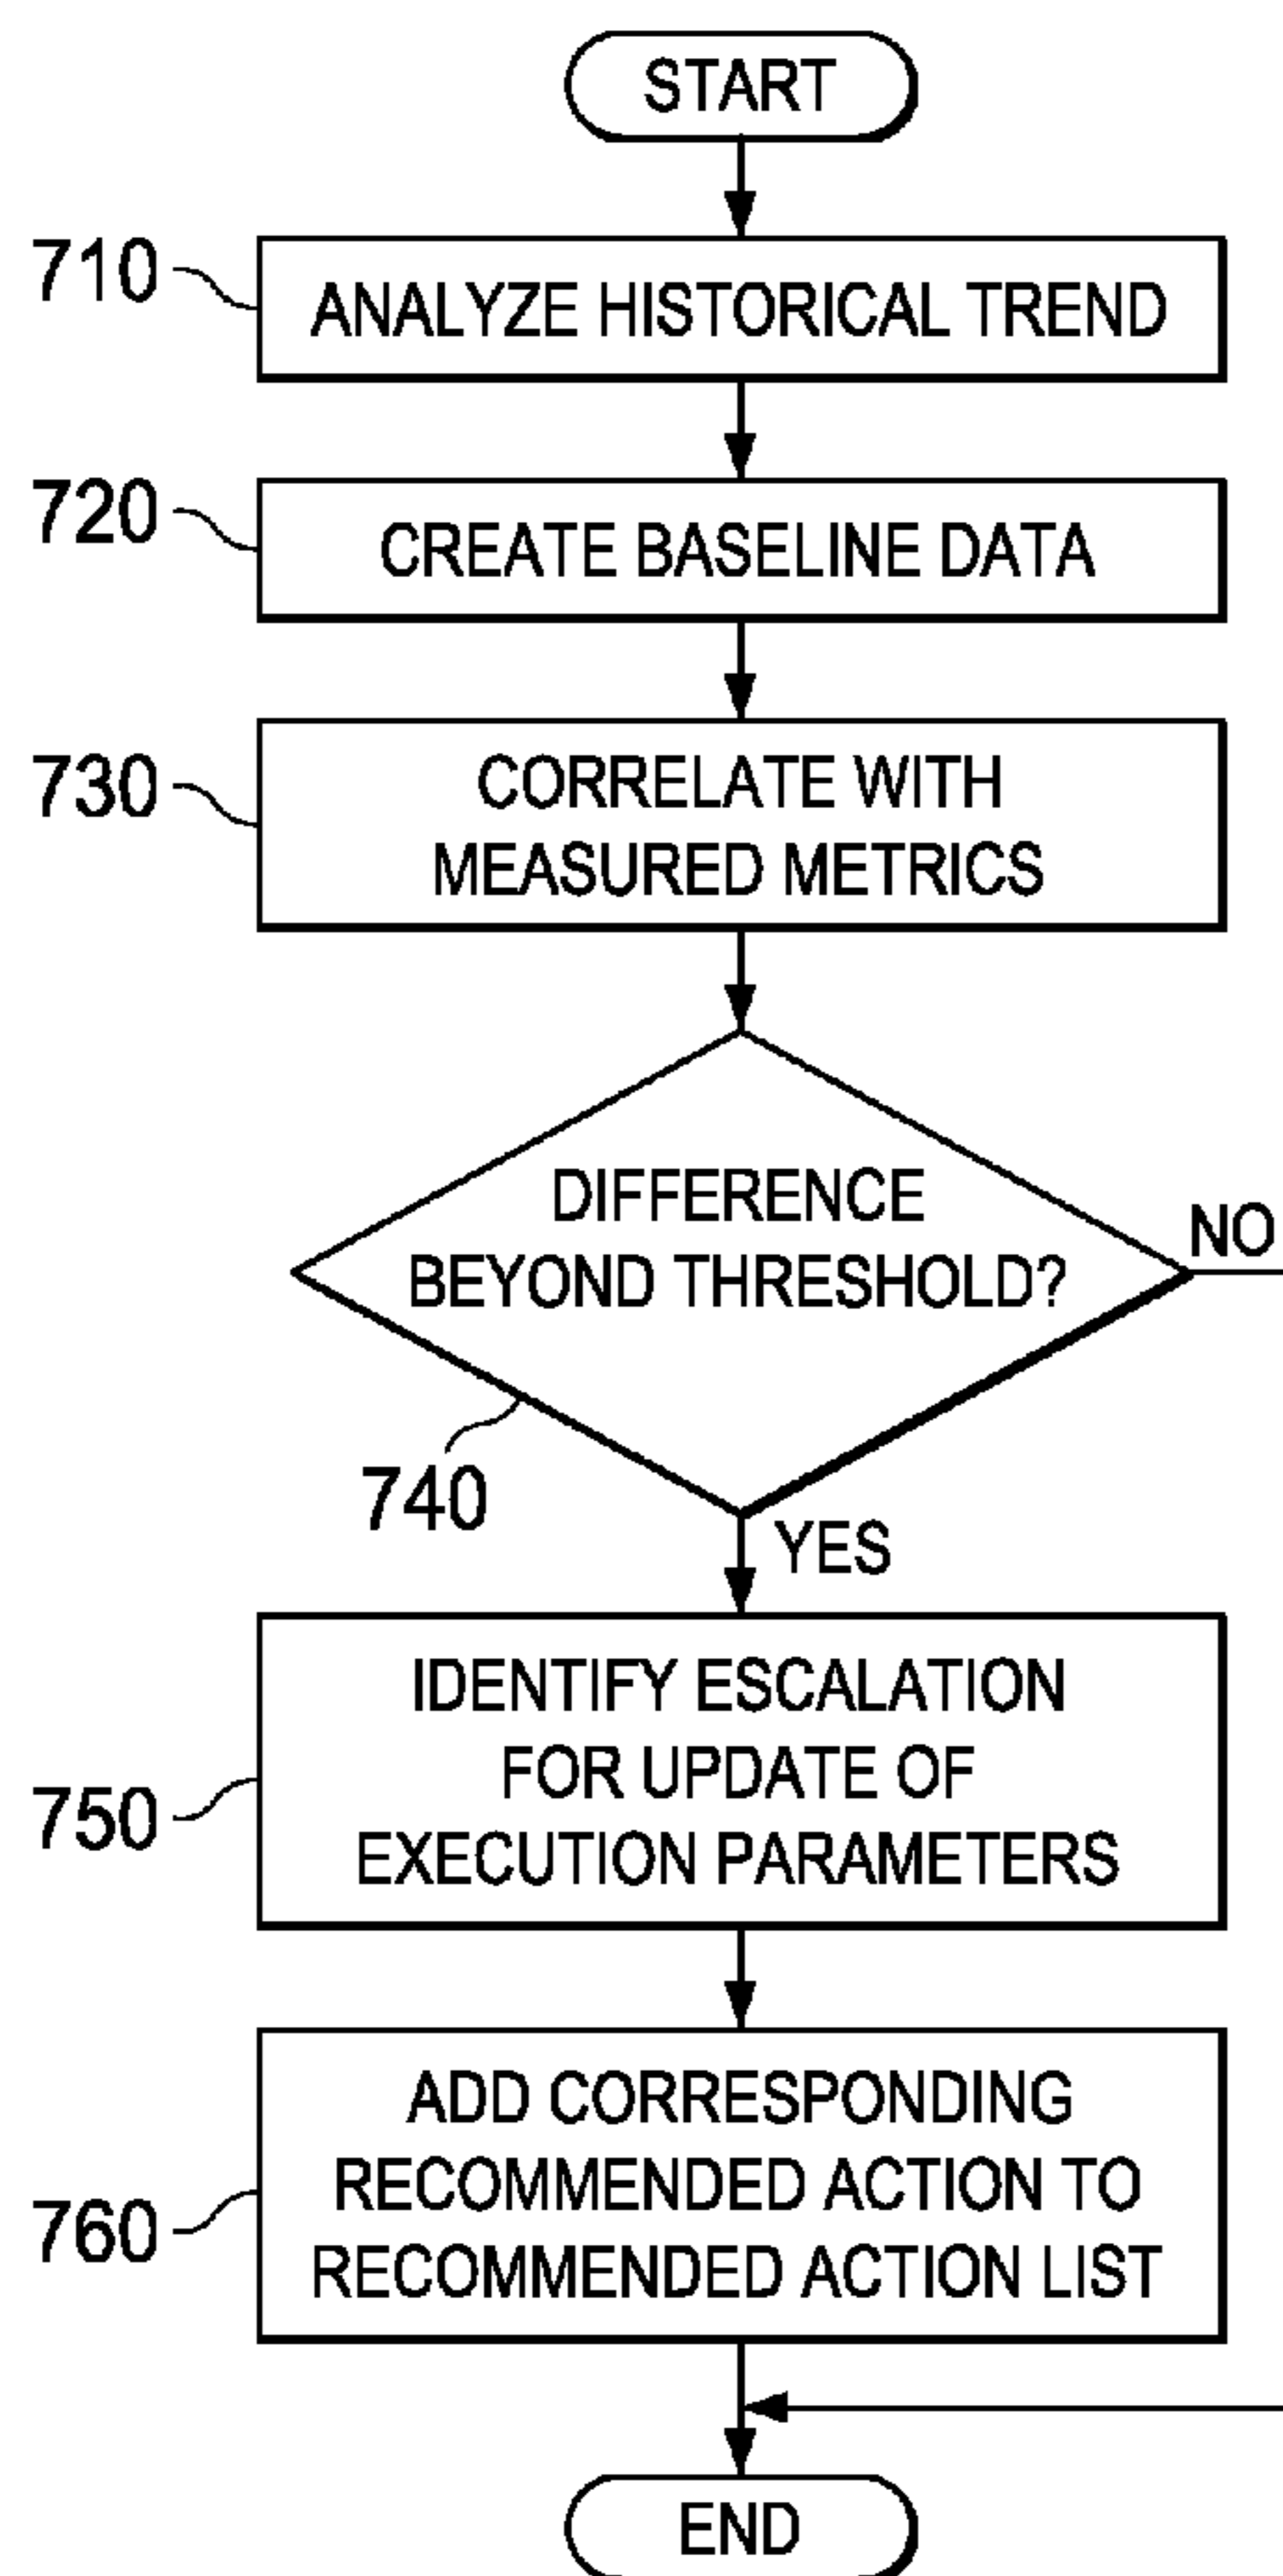 START
710
ANALYZE HISTORICAL TREND
720
CREATE BASELINE DATA
730
CORRELATE WITH
MEASURED METRICS
DIFFERENCE
BEYOND THRESHOLD?
NO
740
YES
750
IDENTIFY ESCALATION
FOR UPDATE OF
EXECUTION PARAMETERS
760
ADD CORRESPONDING
RECOMMENDED ACTION TO
RECOMMENDED ACTION LIST
END